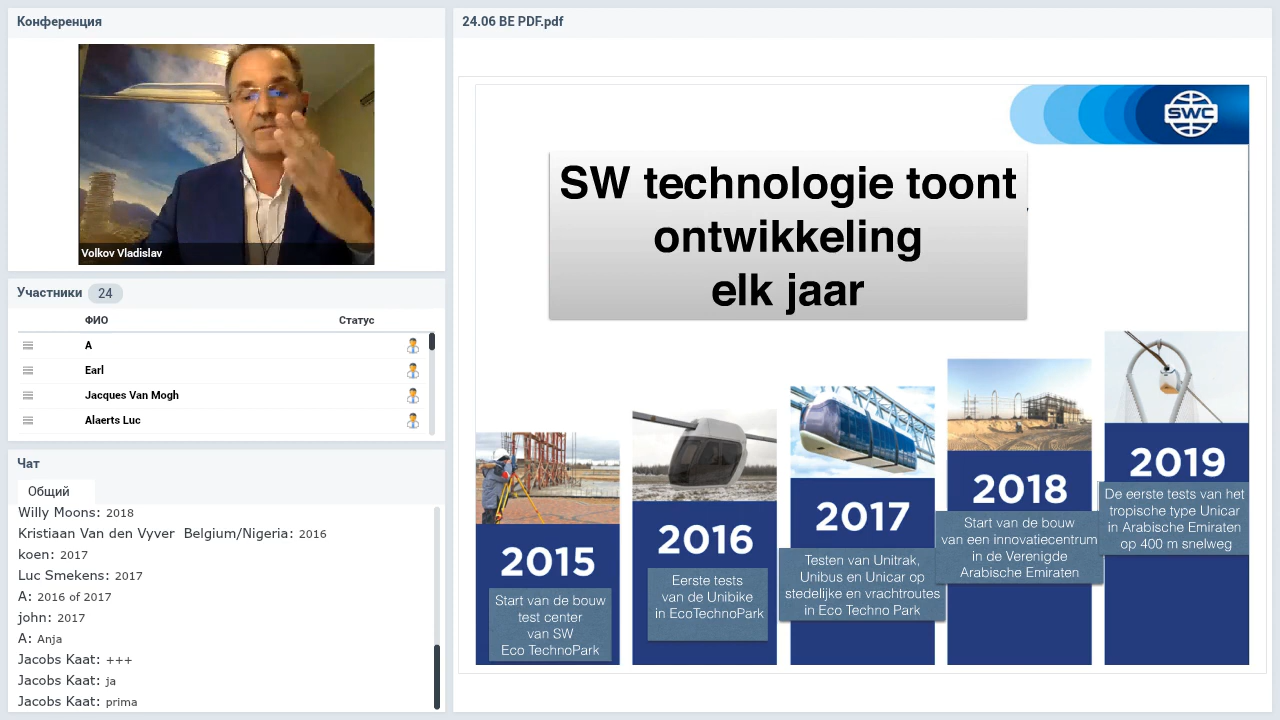 Конференция
Volkov Vladislav
Участники 24
ФИО Статус
A
Earl
Jacques Van Mogh
Alaerts Luc
Чат
Общий
Willy Moons: 2018
Kristiaan Van den Vyver Belgium/Nigeria: 2016
koen: 2017
Luc Smekens: 2017
A: 2016 of 2017
john: 2017
A: Anja
Jacobs Kaat: +++
Jacobs Kaat: ja
Jacobs Kaat: prima
24.06 BE PDF.pdf
SWC
SW technologie toont
ontwikkeling
elk jaar
2015
Start van de bouw
test center
van SW
Eco TechnoPark
2016
Eerste tests
van de Unibike
in EcoTechnoPark
2017
Testen van Unitrak,
Unibus en Unicar op
stedelijke en vrachtroutes
in Eco Techno Park
2018
Start van de bouw
van een innovatiecentrum
in de Verenigde
Arabische Emiraten
2019
De eerste tests van het
tropische type Unicar
in Arabische Emiraten
op 400 m snelweg